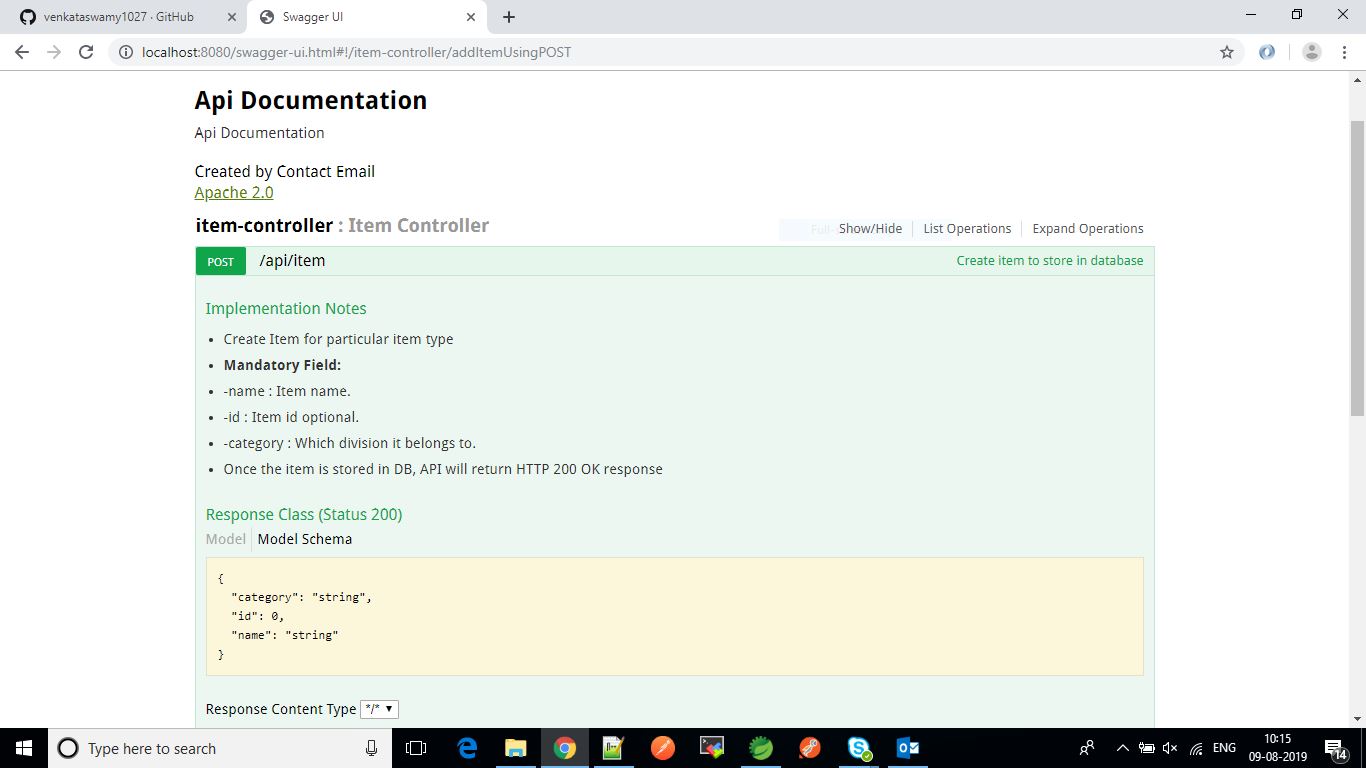 venkataswamy1027 · GitHub
Swagger UI
localhost:8080/swagger-ui.html#!/item-controller/addItemUsingPOST
Api Documentation
Api Documentation
Created by Contact Email
Apache 2.0
item-controller : Item Controller
Full- Show/Hide List Operations Expand Operations
POST /api/item Create item to store in database
Implementation Notes
• Create Item for particular item type
• Mandatory Field:
• -name : Item name.
• -id : Item id optional.
• -category : Which division it belongs to.
• Once the item is stored in DB, API will return HTTP 200 OK response
Response Class (Status 200)
Model Model Schema
{
"category": "string",
"id": 0,
"name": "string"
}
Response Content Type */*
Type here to search
ENG
10:15
09-08-2019
14